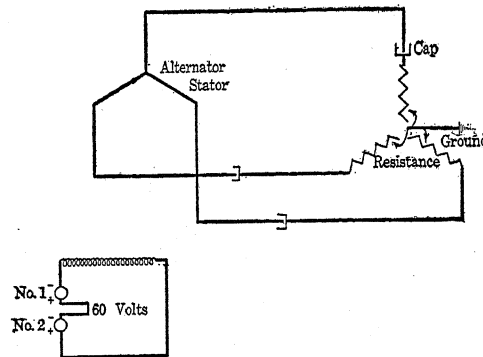 Cap
Alternator
Stator
Ground
Resistance
No. 1 - +
60 Volts
No. 2 - +